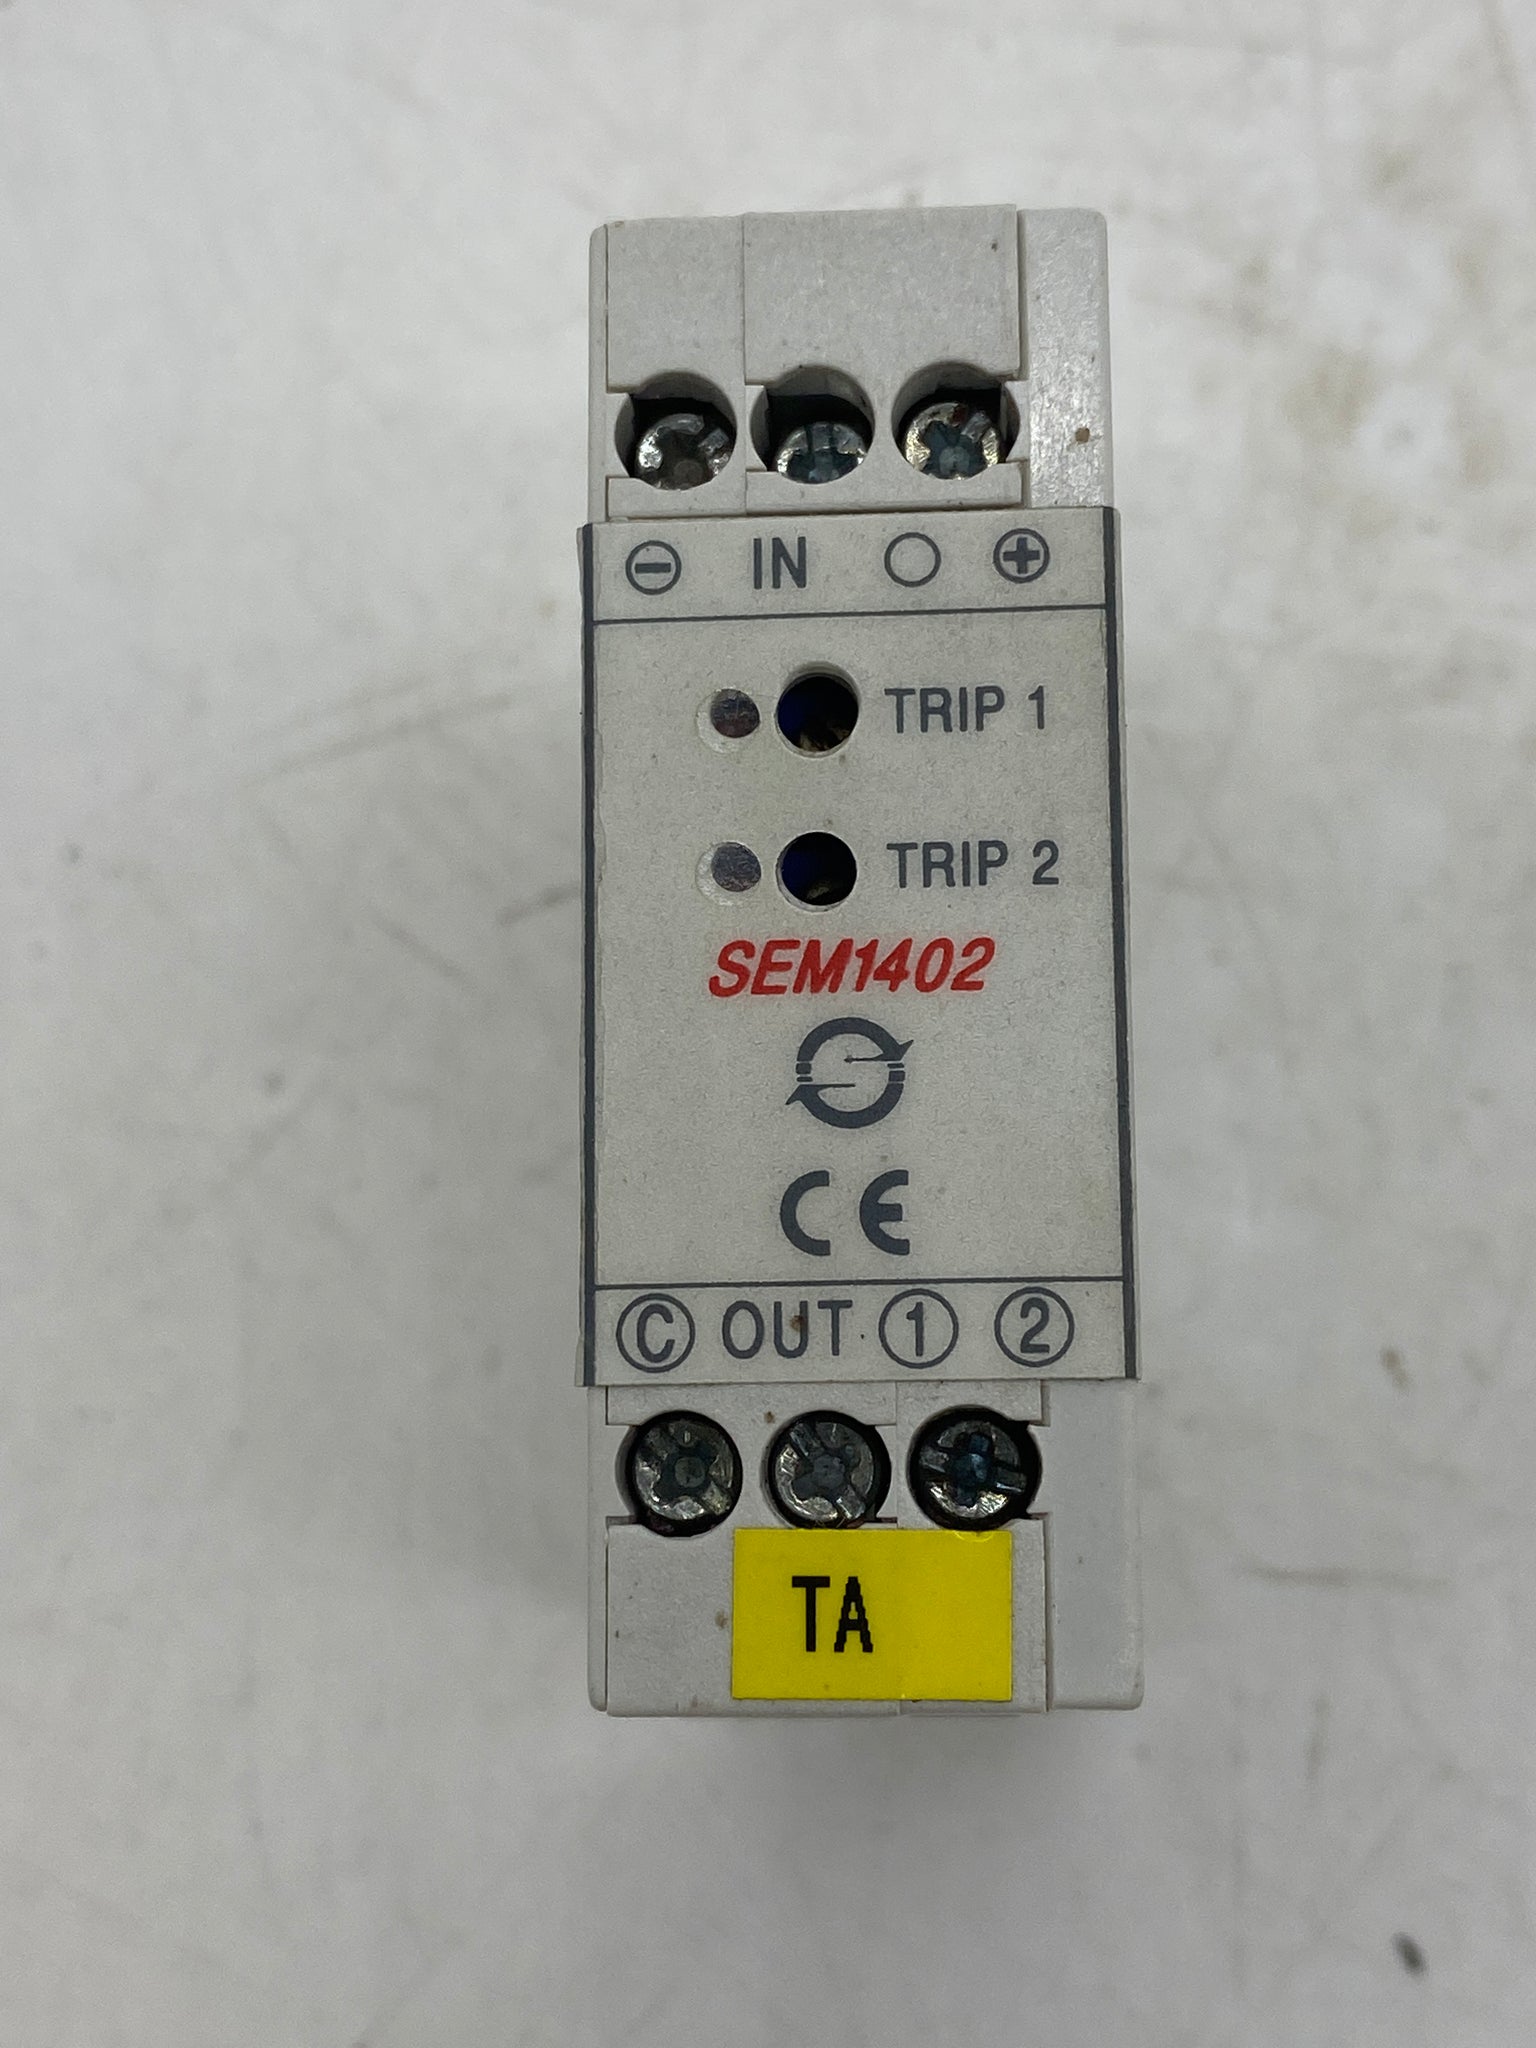 ⊖ IN ○ ⊕
TRIP 1
TRIP 2
SEM1402
CE
Ⓒ OUT ① ②
TA